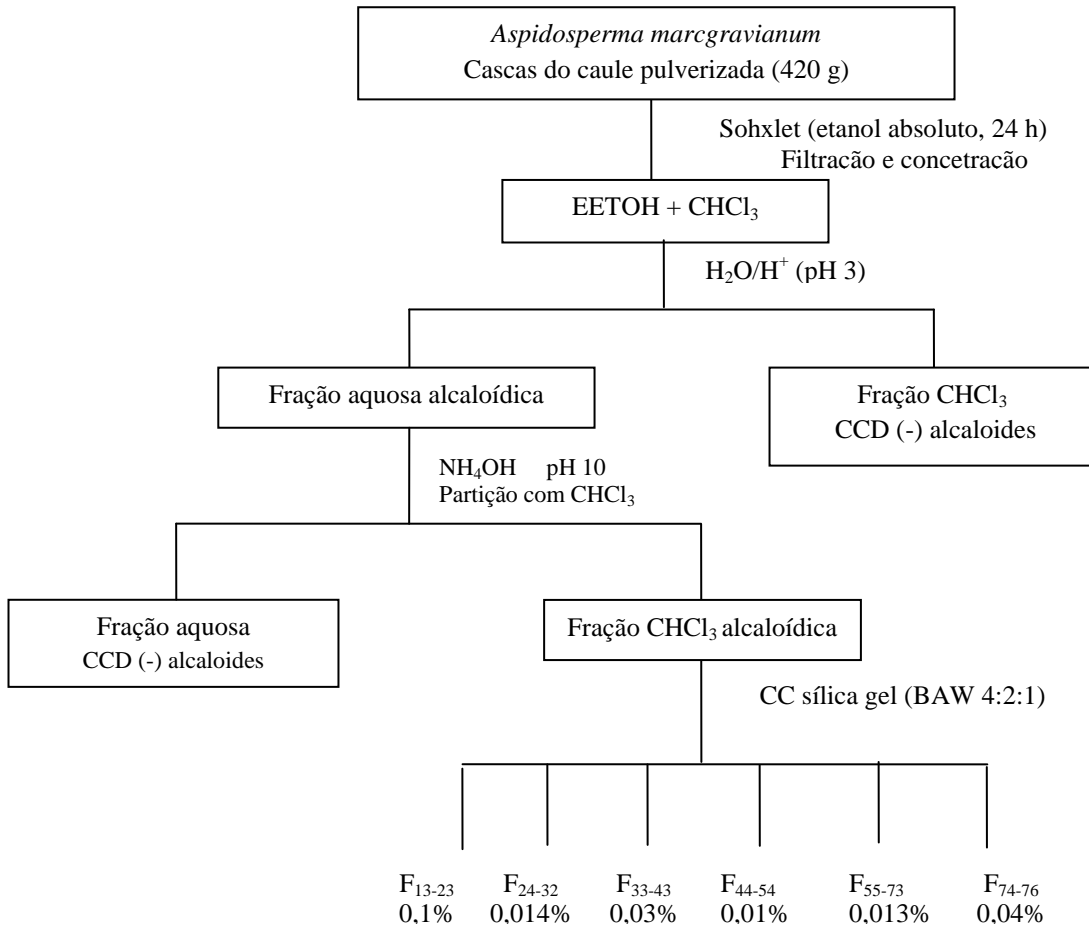 Aspidosperma marcgravianum
Cascas do caule pulverizada (420 g)
Sohxlet (etanol absoluto, 24 h)
Filtracão e concetracão
EETOH + CHCl₃
H₂O/H⁺ (pH 3)
Fração aquosa alcaloídica
Fração CHCl₃
CCD (-) alcaloides
NH₄OH pH 10
Partição com CHCl₃
Fração aquosa
CCD (-) alcaloides
Fração CHCl₃ alcaloídica
CC sílica gel (BAW 4:2:1)
F₁₃₋₂₃ F₂₄₋₃₂ F₃₃₋₄₃ F₄₄₋₅₄ F₅₅₋₇₃ F₇₄₋₇₆
0,1% 0,014% 0,03% 0,01% 0,013% 0,04%